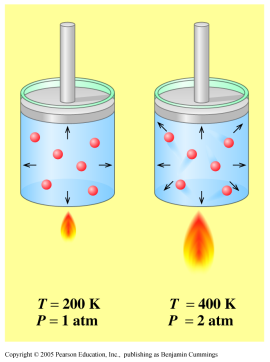 T = 200 K
P = 1 atm
T = 400 K
P = 2 atm
Copyright © 2005 Pearson Education, Inc., publishing as Benjamin Cummings